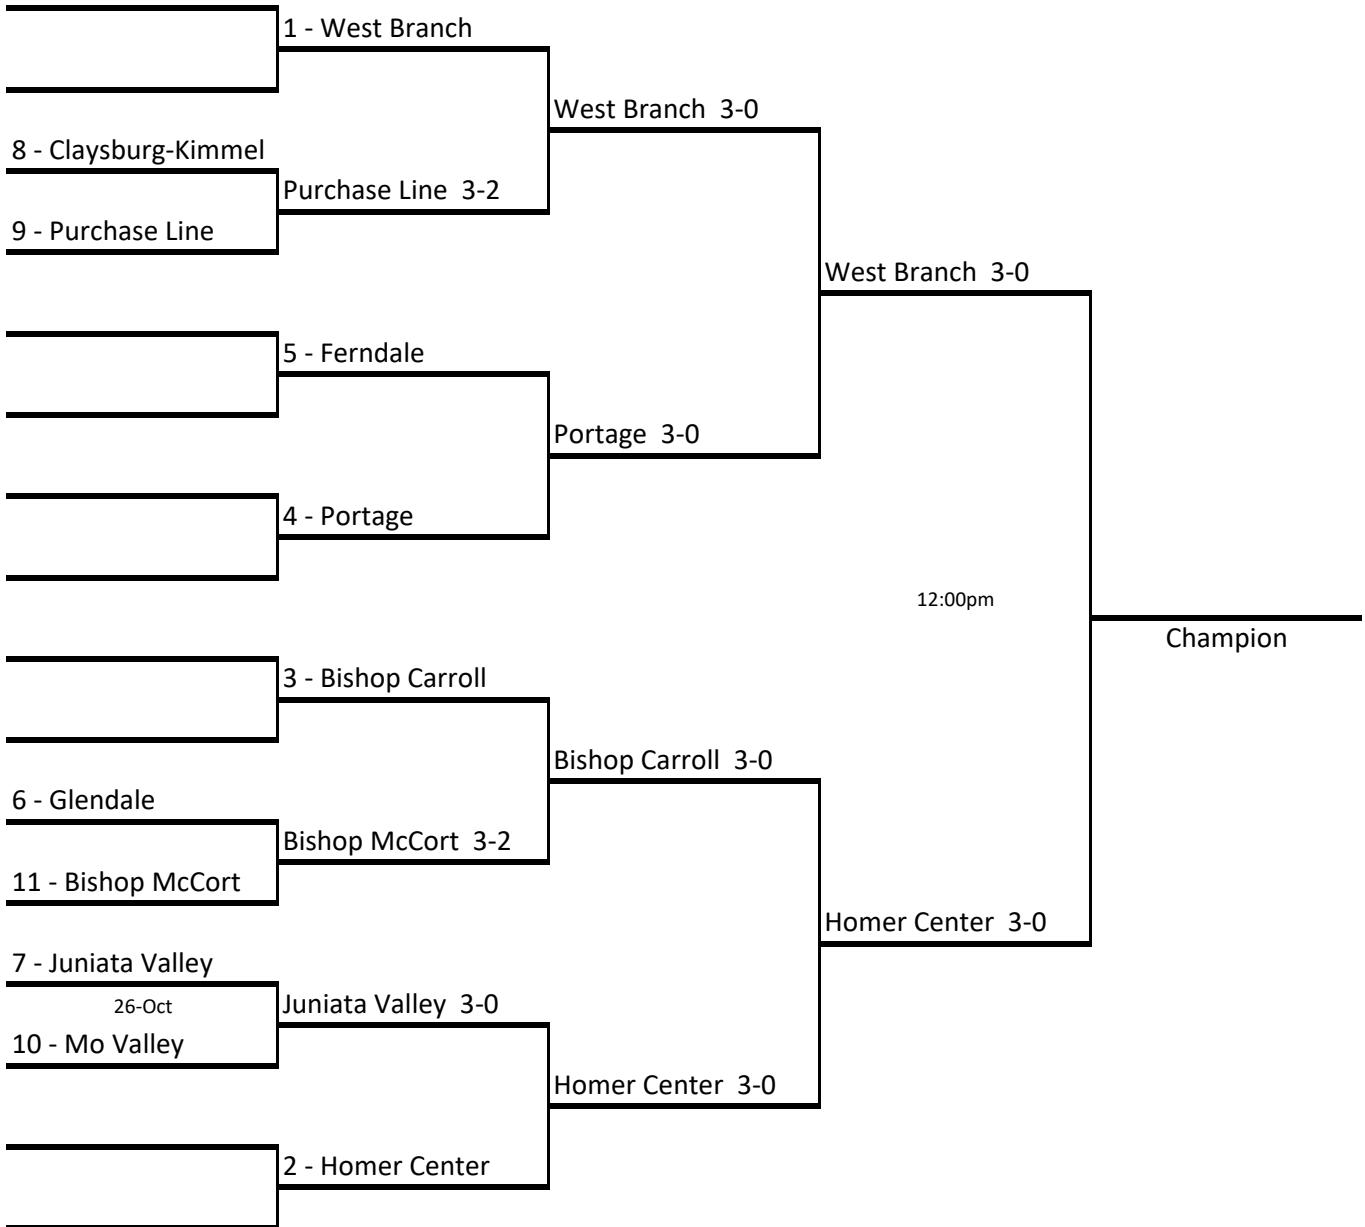 1 - West Branch
West Branch  3-0
8 - Claysburg-Kimmel
Purchase Line  3-2
9 - Purchase Line
West Branch  3-0
5 - Ferndale
Portage  3-0
4 - Portage
12:00pm
Champion
3 - Bishop Carroll
Bishop Carroll  3-0
6 - Glendale
Bishop McCort  3-2
11 - Bishop McCort
Homer Center  3-0
7 - Juniata Valley
26-Oct
Juniata Valley  3-0
10 - Mo Valley
Homer Center  3-0
2 - Homer Center